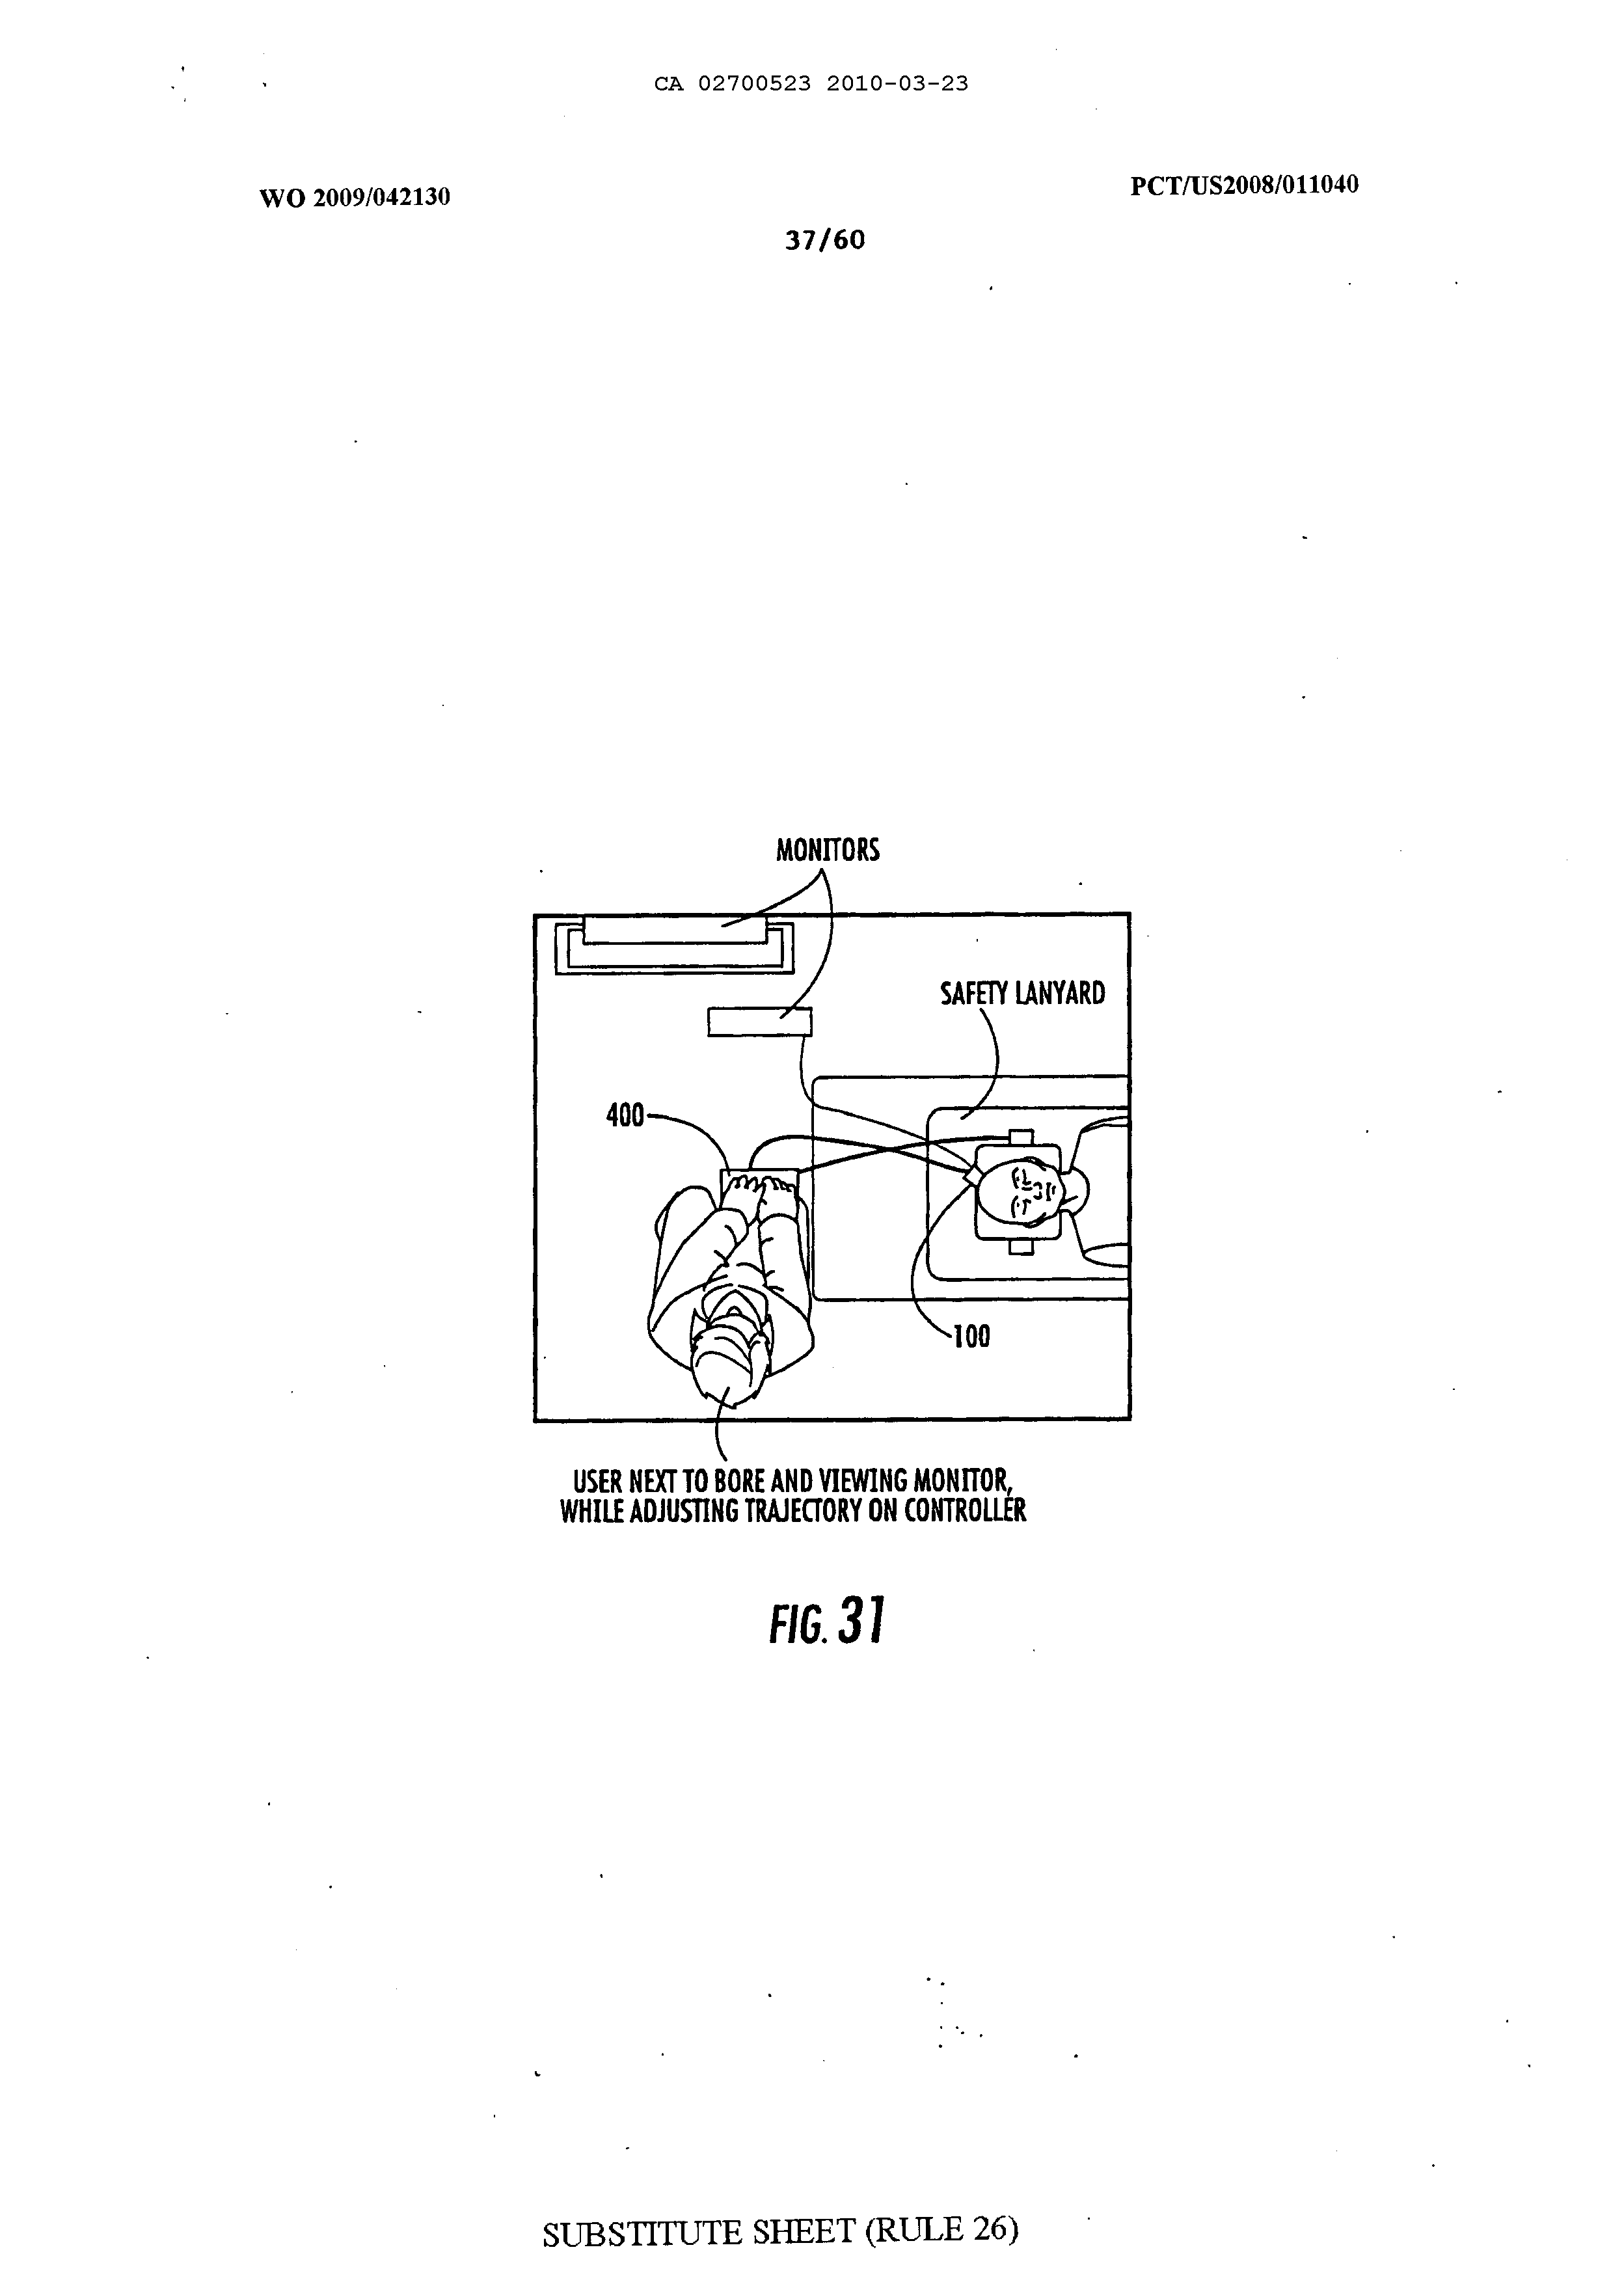 CA 02700523 2010-03-23
WO 2009/042130
PCT/US2008/011040
37/60
MONITORS
SAFETY LANYARD
400
100
USER NEXT TO BORE AND VIEWING MONITOR,
WHILE ADJUSTING TRAJECTORY ON CONTROLLER
FIG. 31
SUBSTITUTE SHEET (RULE 26)